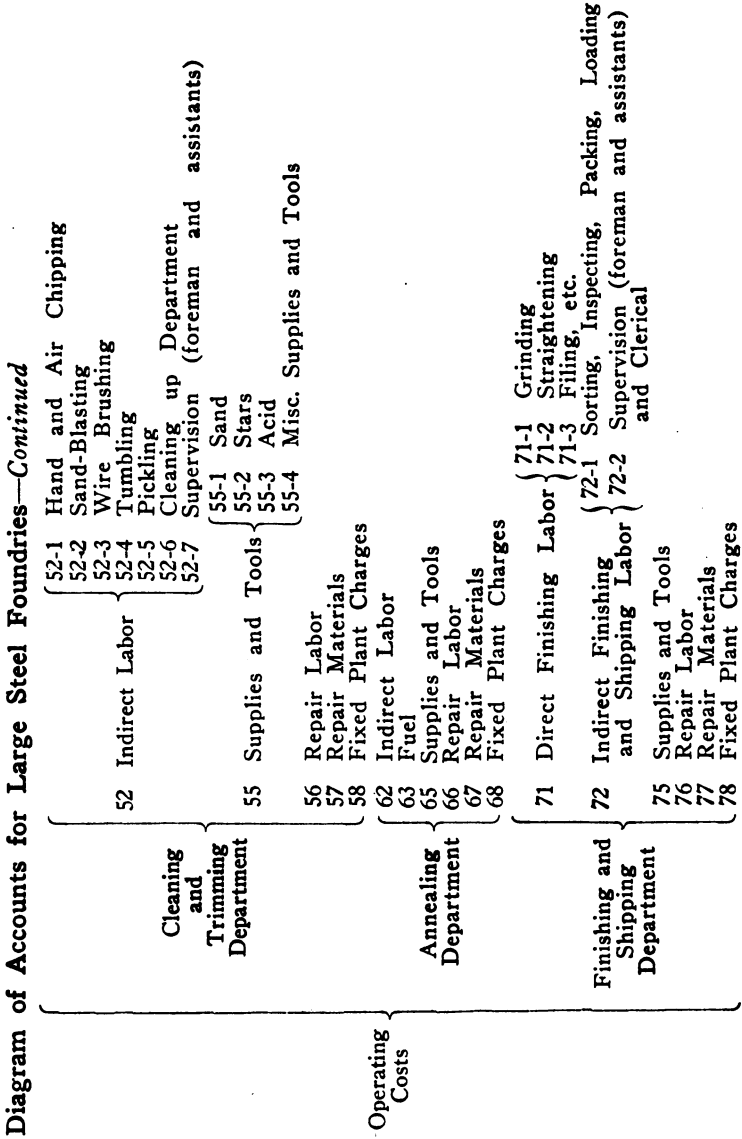 Diagram of Accounts for Large Steel Foundries—Continued
Operating
Costs
Cleaning
and
Trimming
Department
52 Indirect Labor
52-1 Hand and Air Chipping
52-2 Sand-Blasting
52-3 Wire Brushing
52-4 Tumbling
52-5 Pickling
52-6 Cleaning up Department
52-7 Supervision (foreman and assistants)
55 Supplies and Tools
55-1 Sand
55-2 Stars
55-3 Acid
55-4 Misc. Supplies and Tools
56 Repair Labor
57 Repair Materials
58 Fixed Plant Charges
Annealing
Department
62 Indirect Labor
63 Fuel
65 Supplies and Tools
66 Repair Labor
67 Repair Materials
68 Fixed Plant Charges
Finishing and
Shipping
Department
71 Direct Finishing Labor
71-1 Grinding
71-2 Straightening
71-3 Filing, etc.
72 Indirect Finishing
and Shipping Labor
72-1 Sorting, Inspecting, Packing, Loading
72-2 Supervision (foreman and assistants)
and Clerical
75 Supplies and Tools
76 Repair Labor
77 Repair Materials
78 Fixed Plant Charges